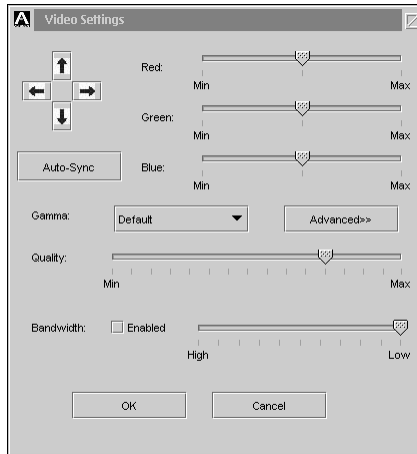 A Video Settings
Red:
Min Max
Green:
Min Max
Auto-Sync Blue:
Min Max
Gamma: Default Advanced>>
Quality:
Min Max
Bandwidth: Enabled
High Low
OK Cancel